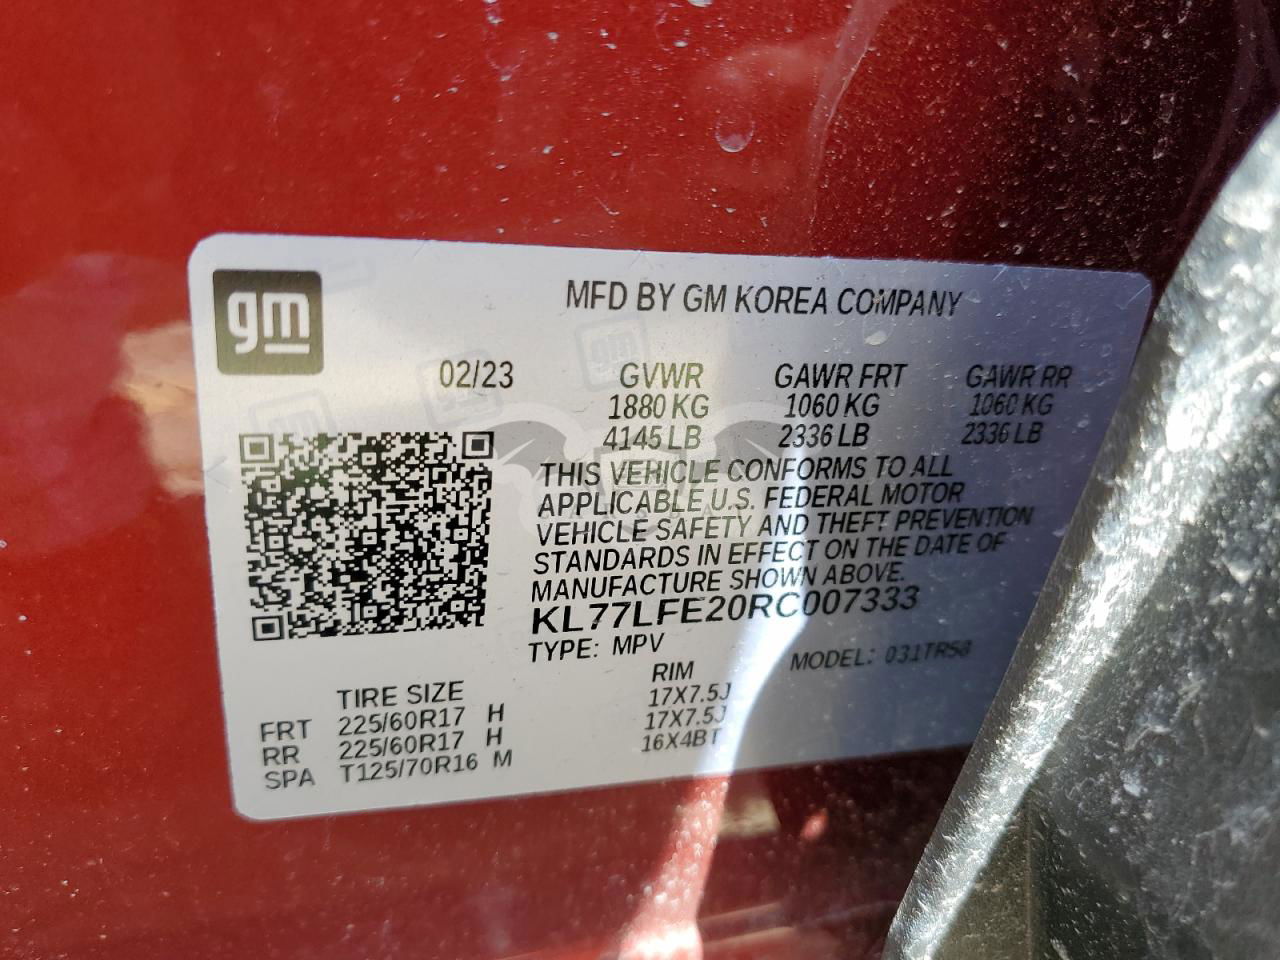 gm
MFD BY GM KOREA COMPANY
02/23
GVWR GAWR FRT GAWR RR
1880 KG 1060 KG 1060 KG
4145 LB 2336 LB 2336 LB
THIS VEHICLE CONFORMS TO ALL
APPLICABLE U.S. FEDERAL MOTOR
VEHICLE SAFETY AND THEFT PREVENTION
STANDARDS IN EFFECT ON THE DATE OF
MANUFACTURE SHOWN ABOVE.
KL77LFE20RC007333
TYPE: MPV MODEL: 031TR58
TIRE SIZE RIM
FRT 225/60R17 H 17X7.5J
RR 225/60R17 H 17X7.5J
SPA T125/70R16 M 16X4BT